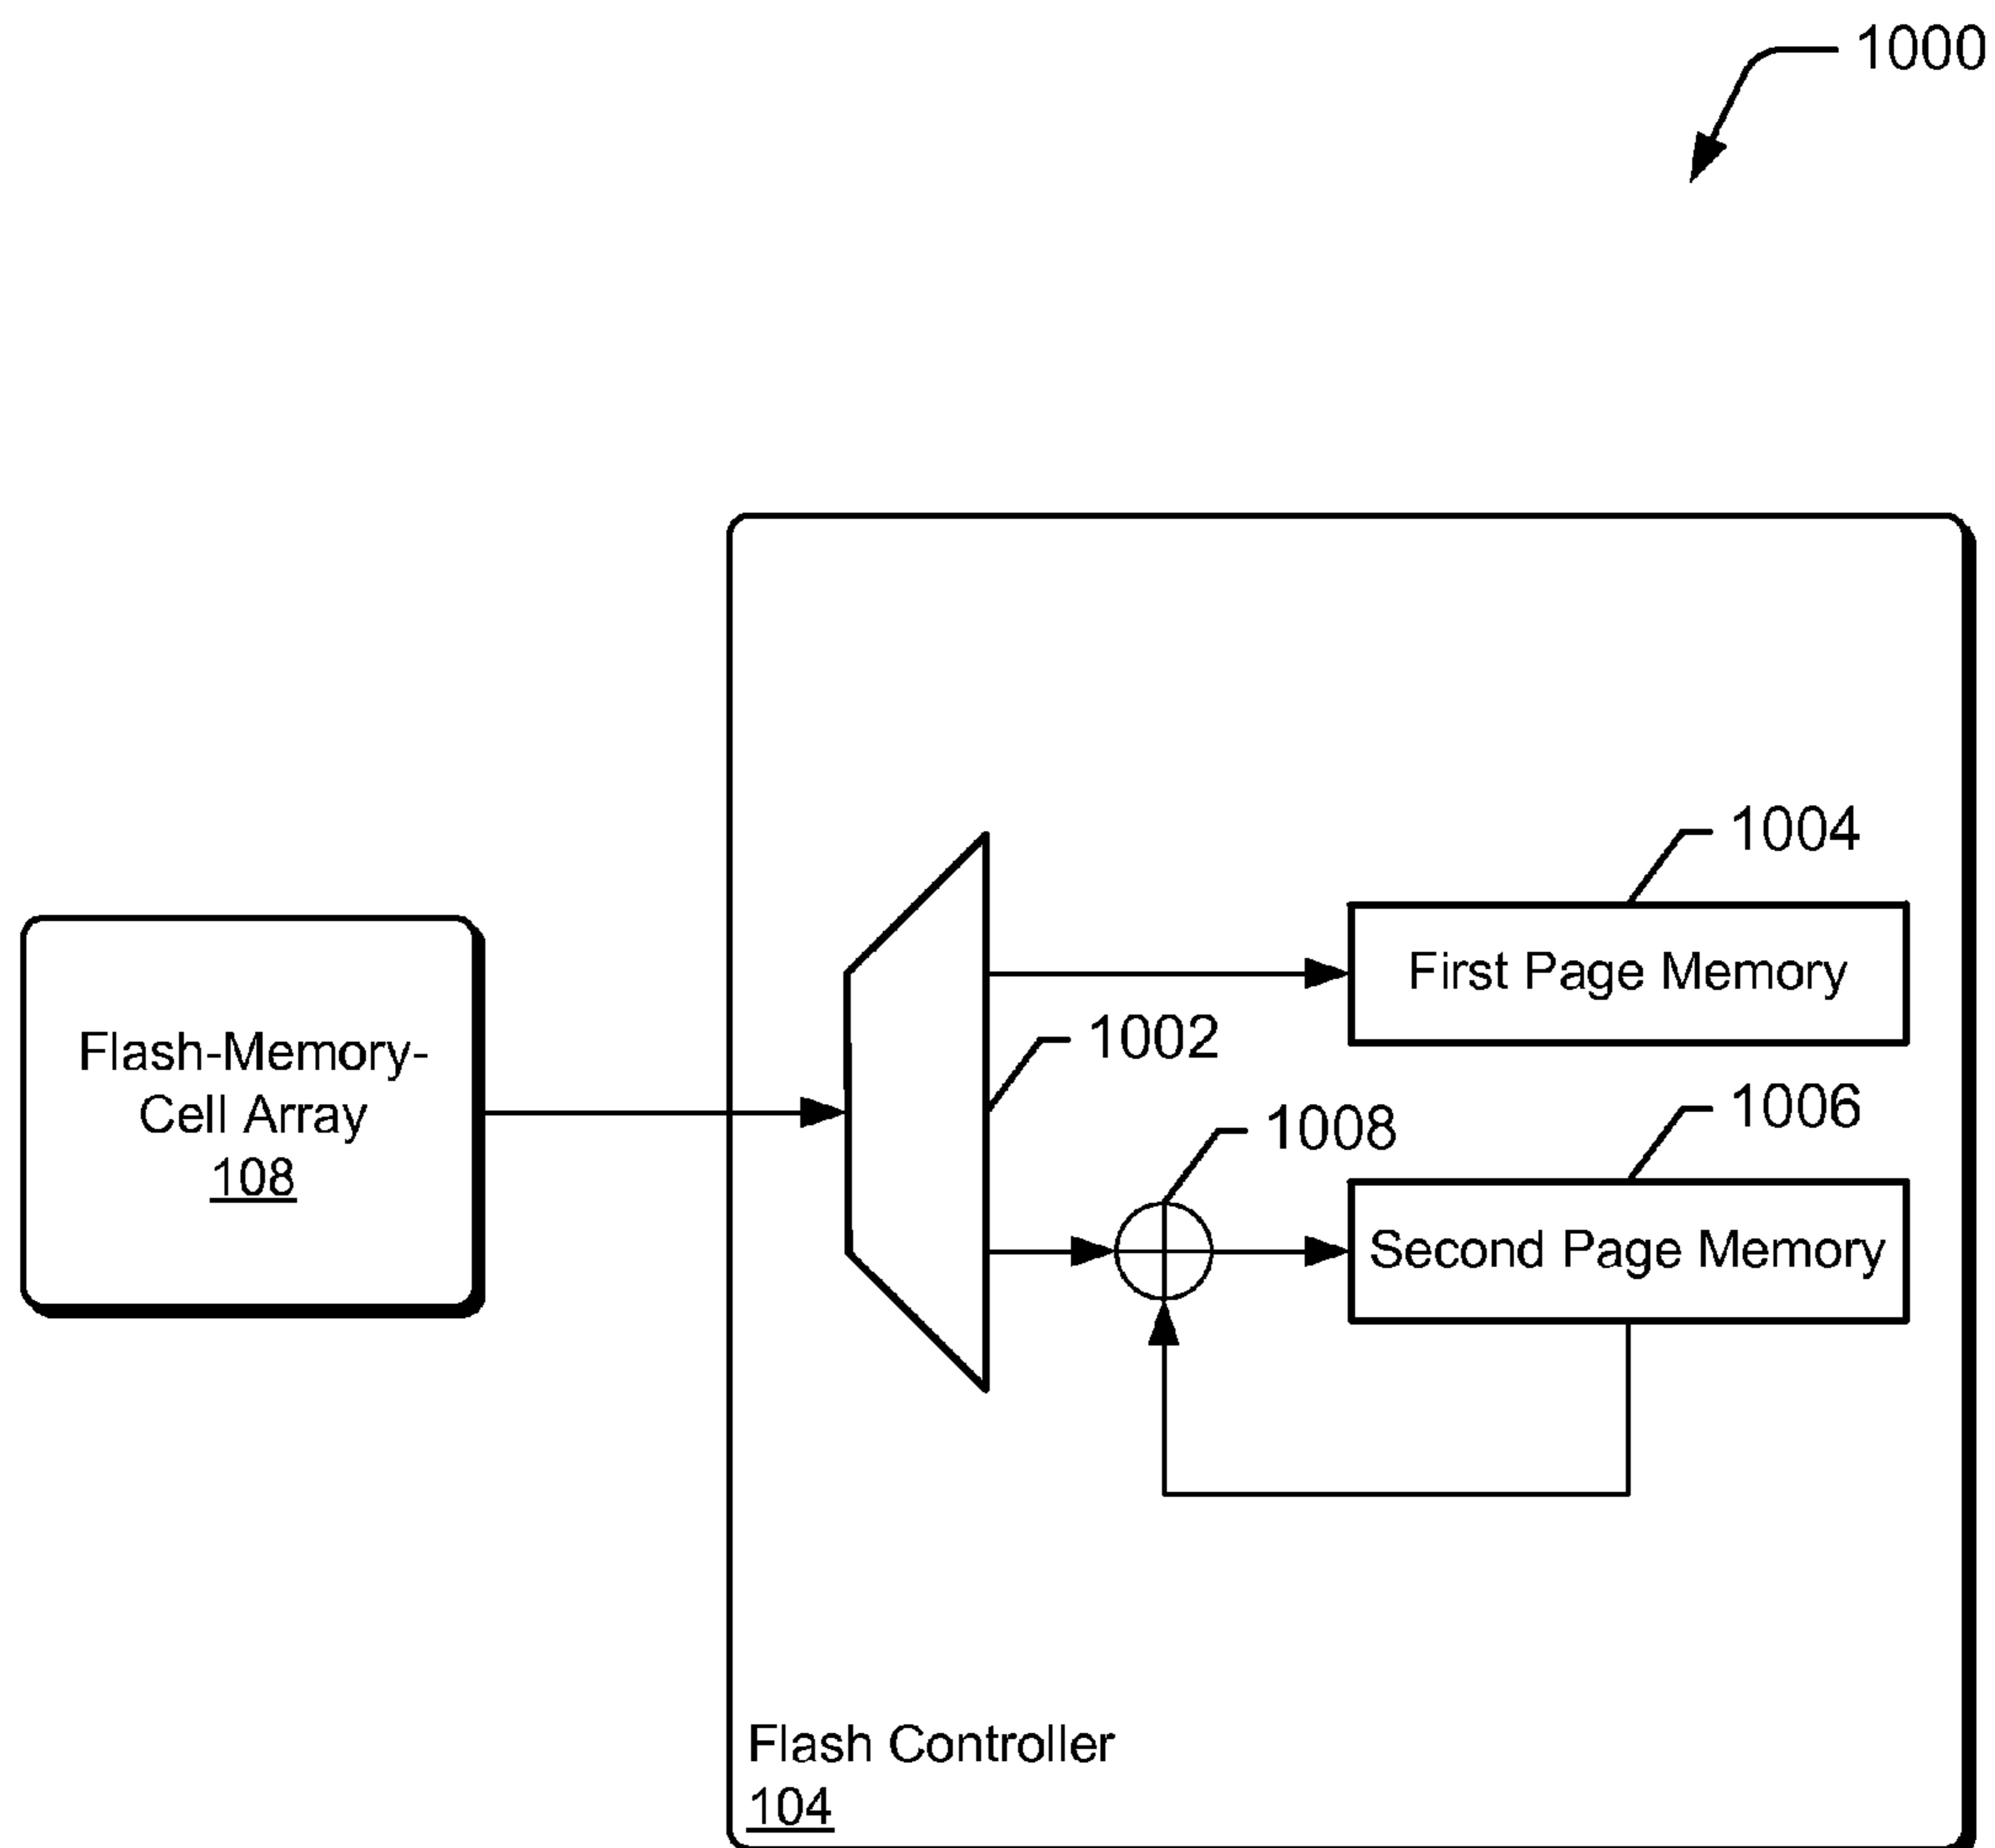 1000
1004
First Page Memory
1002
Flash-Memory-
Cell Array
108
1008
1006
Second Page Memory
Flash Controller
104